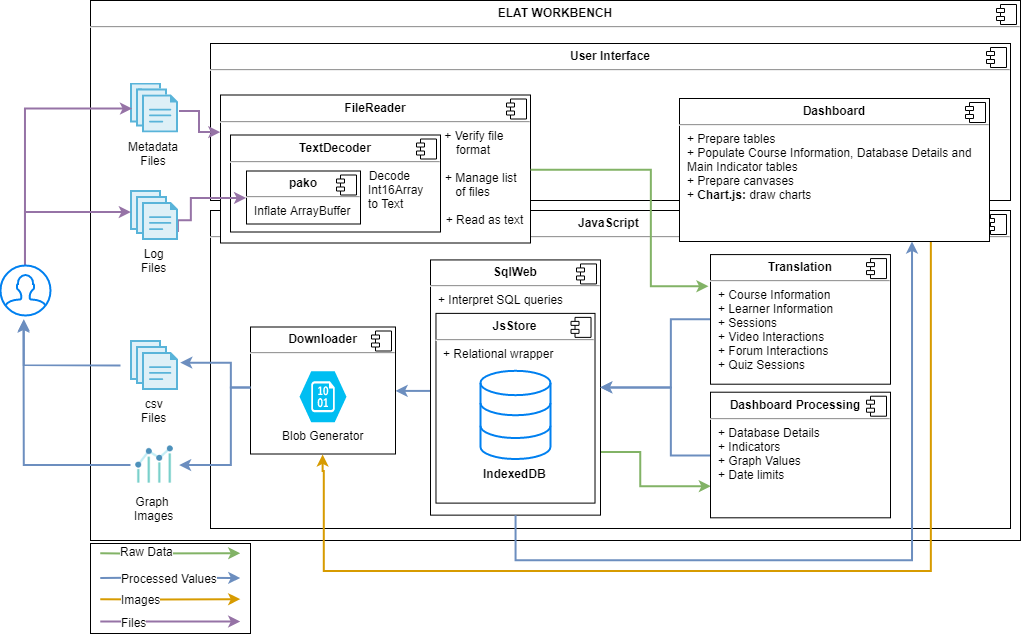 ELAT WORKBENCH
User Interface
Metadata
Files
Log
Files
csv
Files
Graph
Images
FileReader
TextDecoder
pako
Inflate ArrayBuffer
Decode
Int16Array
to Text
+ Verify file
format
+ Manage list
of files
+ Read as text
Dashboard
+ Prepare tables
+ Populate Course Information, Database Details and
Main Indicator tables
+ Prepare canvases
+ Chart.js: draw charts
JavaScript
SqlWeb
+ Interpret SQL queries
JsStore
+ Relational wrapper
IndexedDB
Downloader
10
01
Blob Generator
Translation
+ Course Information
+ Learner Information
+ Sessions
+ Video Interactions
+ Forum Interactions
+ Quiz Sessions
Dashboard Processing
+ Database Details
+ Indicators
+ Graph Values
+ Date limits
Raw Data
Processed Values
Images
Files